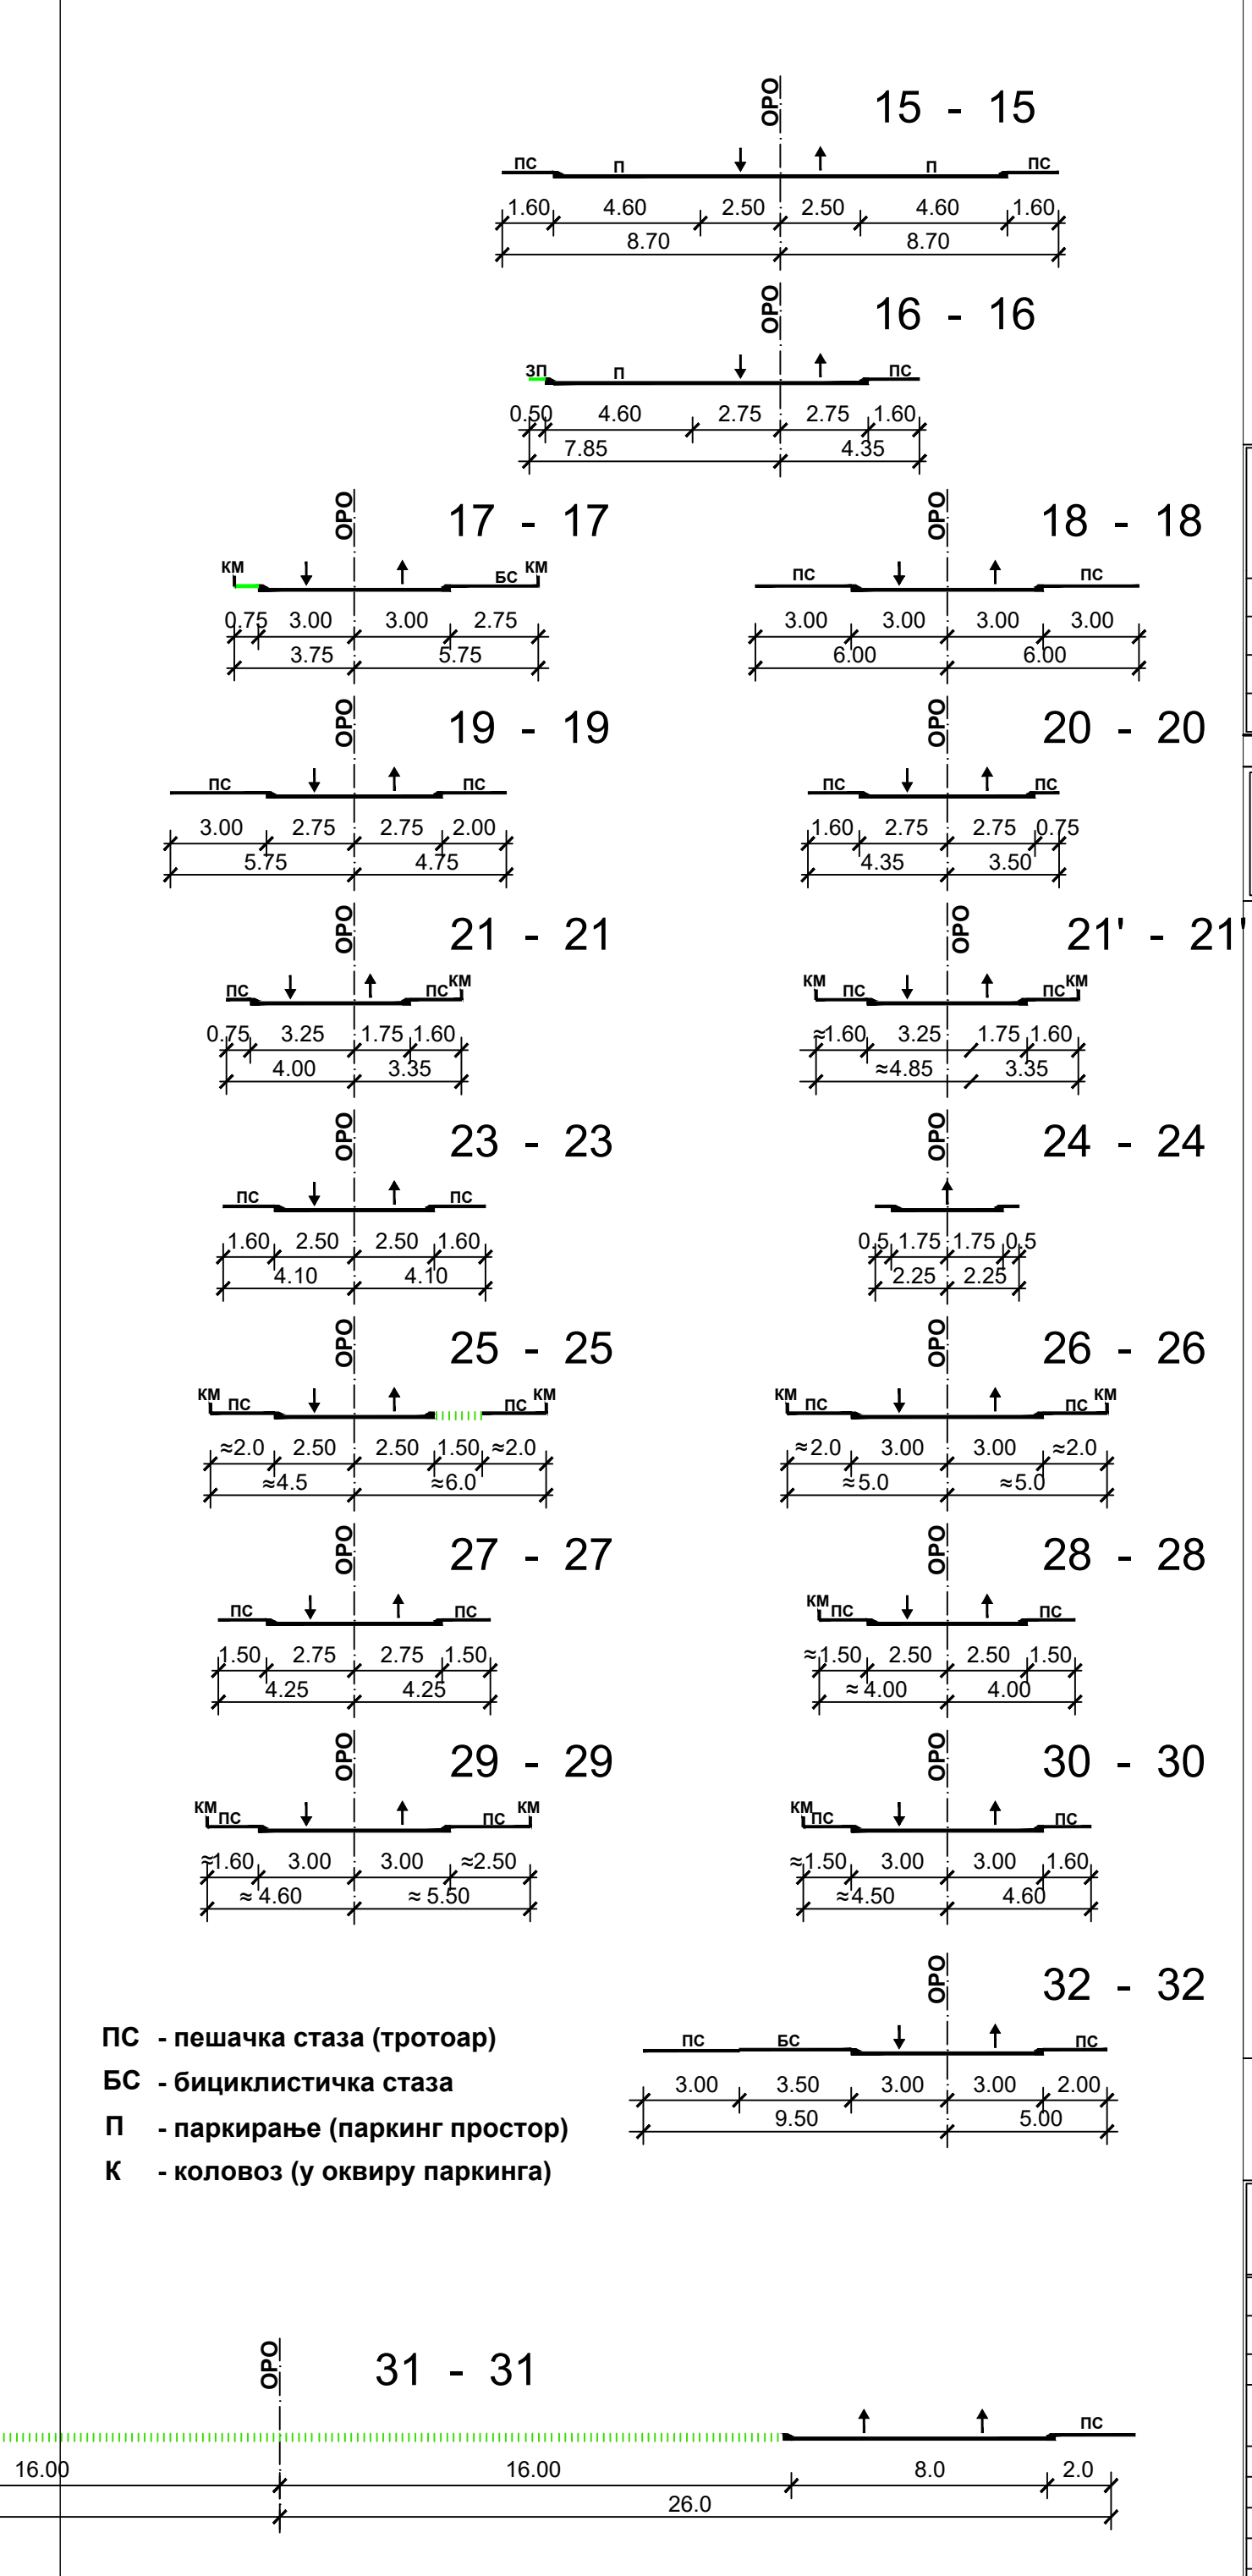 ОРО
15 - 15
ПС П П ПС
1.60 4.60 2.50 2.50 4.60 1.60
8.70 8.70
ОРО
16 - 16
ЗП П ПС
0.50 4.60 2.75 2.75 1.60
7.85 4.35
ОРО
17 - 17
КМ БС КМ
0.75 3.00 3.00 2.75
3.75 5.75
ОРО
18 - 18
ПС ПС
3.00 3.00 3.00 3.00
6.00 6.00
ОРО
19 - 19
ПС ПС
3.00 2.75 2.75 2.00
5.75 4.75
ОРО
20 - 20
ПС ПС
1.60 2.75 2.75 0.75
4.35 3.50
ОРО
21 - 21
ПС ПС КМ
0.75 3.25 1.75 1.60
4.00 3.35
ОРО
21' - 21'
КМ ПС ПС КМ
≈1.60 3.25 1.75 1.60
≈4.85 3.35
ОРО
23 - 23
ПС ПС
1.60 2.50 2.50 1.60
4.10 4.10
ОРО
24 - 24
0.5 1.75 1.75 0.5
2.25 2.25
ОРО
25 - 25
КМ ПС ПС КМ
≈2.0 2.50 2.50 1.50 ≈2.0
≈4.5 ≈6.0
ОРО
26 - 26
КМ ПС ПС КМ
≈2.0 3.00 3.00 ≈2.0
≈5.0 ≈5.0
ОРО
27 - 27
ПС ПС
1.50 2.75 2.75 1.50
4.25 4.25
ОРО
28 - 28
КМ ПС ПС
≈1.50 2.50 2.50 1.50
≈4.00 4.00
ОРО
29 - 29
КМ ПС ПС КМ
≈1.60 3.00 3.00 ≈2.50
≈4.60 ≈5.50
ОРО
30 - 30
КМ ПС ПС
≈1.50 3.00 3.00 1.60
≈4.50 4.60
ОРО
32 - 32
ПС БС ПС
3.00 3.50 3.00 3.00 2.00
9.50 5.00
ПС - пешачка стаза (тротоар)
БС - бициклистичка стаза
П - паркирање (паркинг простор)
К - коловоз (у оквиру паркинга)
ОРО
31 - 31
ПС
16.00 16.00 8.0 2.0
26.0